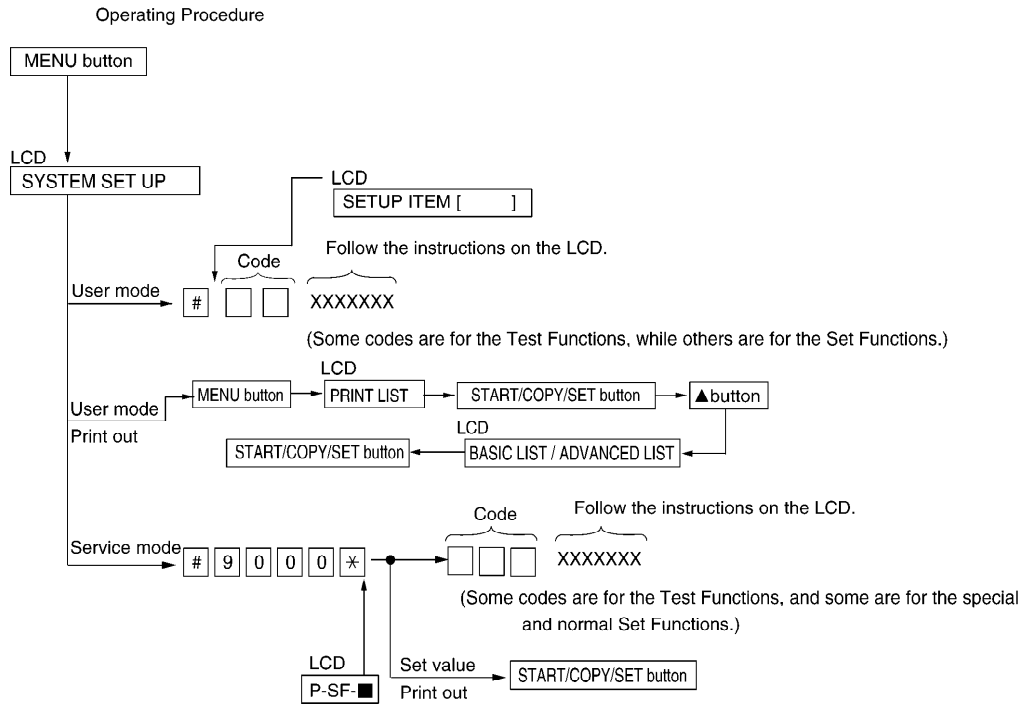 Operating Procedure
MENU button
LCD
SYSTEM SET UP
LCD
SETUP ITEM [ ]
Follow the instructions on the LCD.
Code
User mode
# XXXXXXX
(Some codes are for the Test Functions, while others are for the Set Functions.)
LCD
User mode
Print out
MENU button
PRINT LIST
START/COPY/SET button
▲button
LCD
START/COPY/SET button
BASIC LIST / ADVANCED LIST
Code
Follow the instructions on the LCD.
Service mode
# 9 0 0 0 * XXXXXXX
(Some codes are for the Test Functions, and some are for the special
and normal Set Functions.)
LCD
P-SF-■
Set value
Print out
START/COPY/SET button